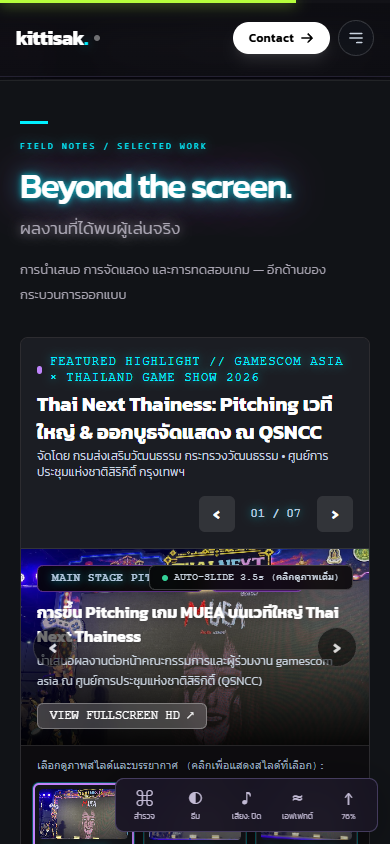 kittisak.
Contact →
FIELD NOTES / SELECTED WORK
Beyond the screen.
ผลงานที่ได้พบผู้เล่นจริง
การนำเสนอ การจัดแสดง และการทดสอบเกม — อีกด้านของ
กระบวนการออกแบบ
FEATURED HIGHLIGHT // GAMESCOM ASIA
× THAILAND GAME SHOW 2026
Thai Next Thainess: Pitching เวที
ใหญ่ & ออกบูธจัดแสดง ณ QSNCC
จัดโดย กรมส่งเสริมวัฒนธรรม กระทรวงวัฒนธรรม • ศูนย์การ
ประชุมแห่งชาติสิริกิติ์ กรุงเทพฯ
01 / 07
MAIN STAGE
AUTO-SLIDE 3.5s (คลิกดูภาพเต็ม)
การขึ้น Pitching เกม MUEA บนเวทีใหญ่ Thai
Next Thainess
นำเสนอผลงานต่อหน้าคณะกรรมการและผู้ร่วมงาน gamescom
asia ณ ศูนย์การประชุมแห่งชาติสิริกิติ์ (QSNCC)
VIEW FULLSCREEN HD ↗
เลือกดูภาพสไลด์และบรรยากาศ (คลิกเพื่อแสดงสไลด์ที่เลือก):
สำรวจ
ธีม
เสียง: ปิด
เอฟเฟกต์
76%